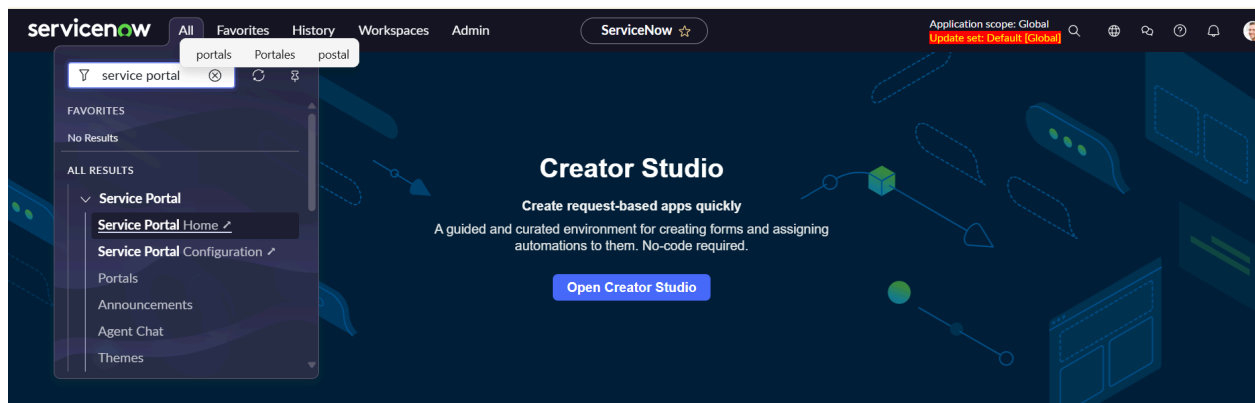 servicenow All Favorites History Workspaces Admin ServiceNow Application scope: Global
Update set: Default [Global]
portals Portales postal
service portal
FAVORITES
No Results
ALL RESULTS
Service Portal
Service Portal Home
Service Portal Configuration
Portals
Announcements
Agent Chat
Themes
Creator Studio
Create request-based apps quickly
A guided and curated environment for creating forms and assigning
automations to them. No-code required.
Open Creator Studio